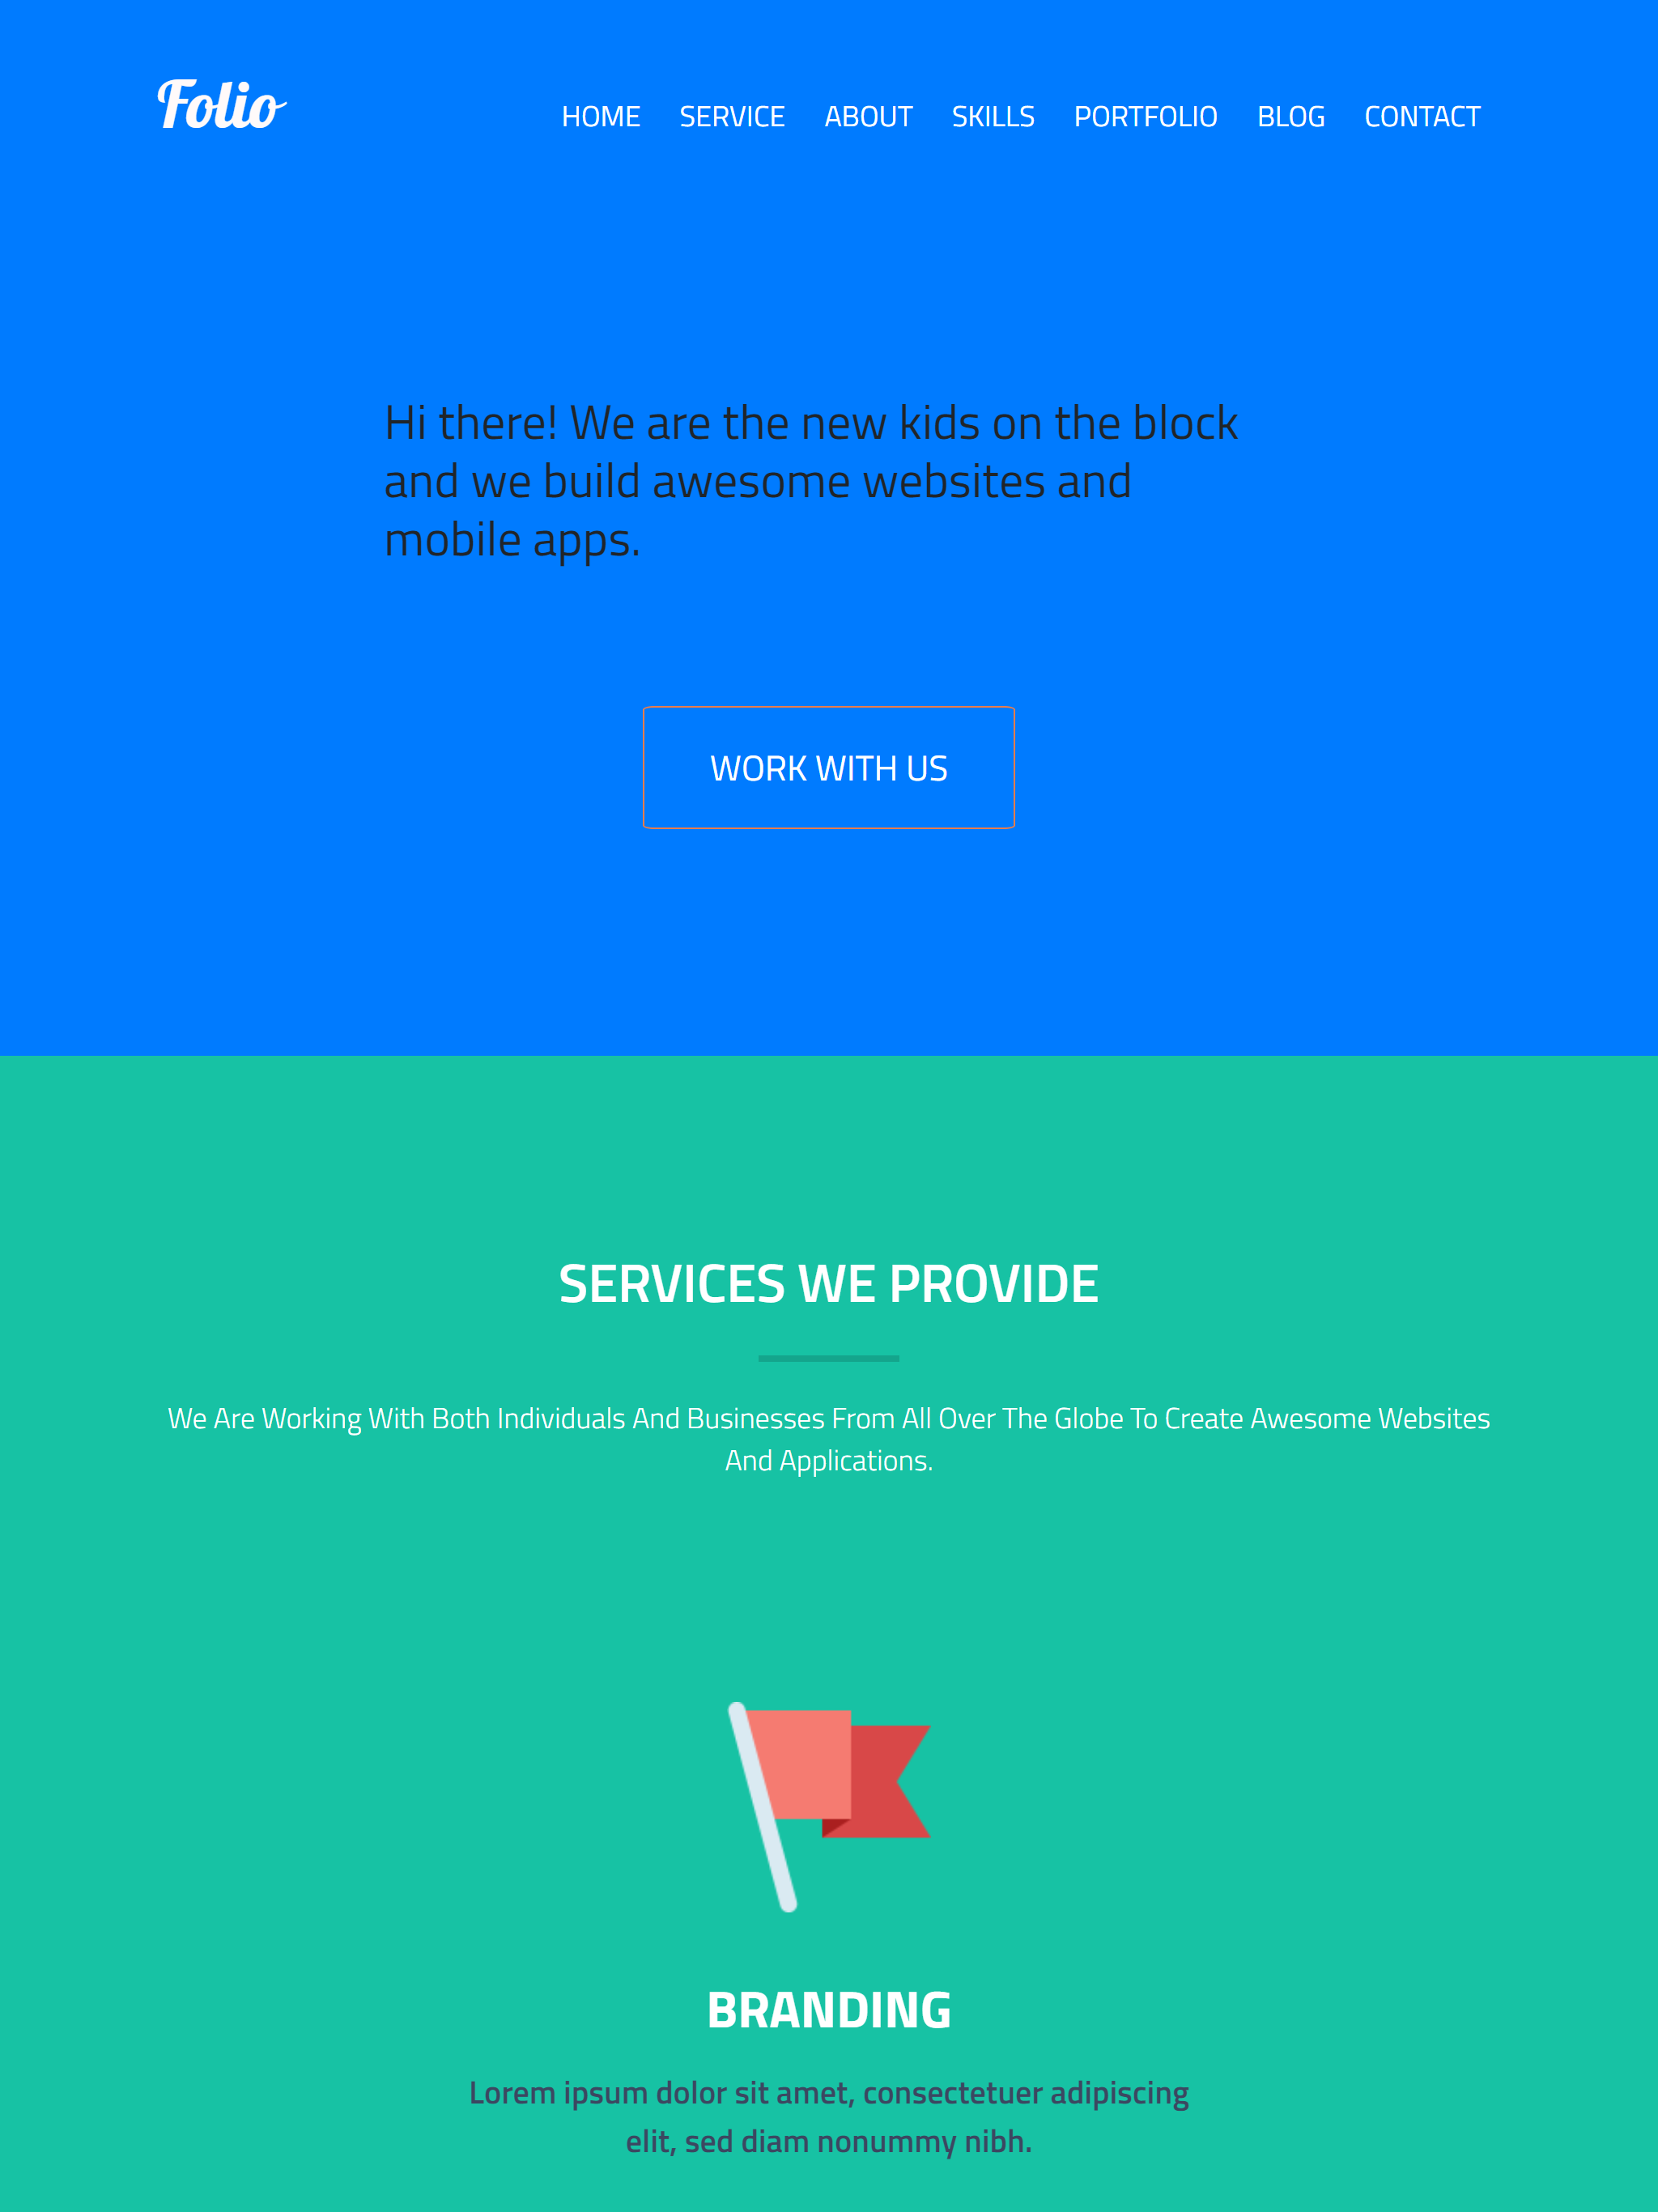 Folio
HOME SERVICE ABOUT SKILLS PORTFOLIO BLOG CONTACT
Hi there! We are the new kids on the block
and we build awesome websites and
mobile apps.
WORK WITH US
SERVICES WE PROVIDE
We Are Working With Both Individuals And Businesses From All Over The Globe To Create Awesome Websites
And Applications.
BRANDING
Lorem ipsum dolor sit amet, consectetuer adipiscing
elit, sed diam nonummy nibh.